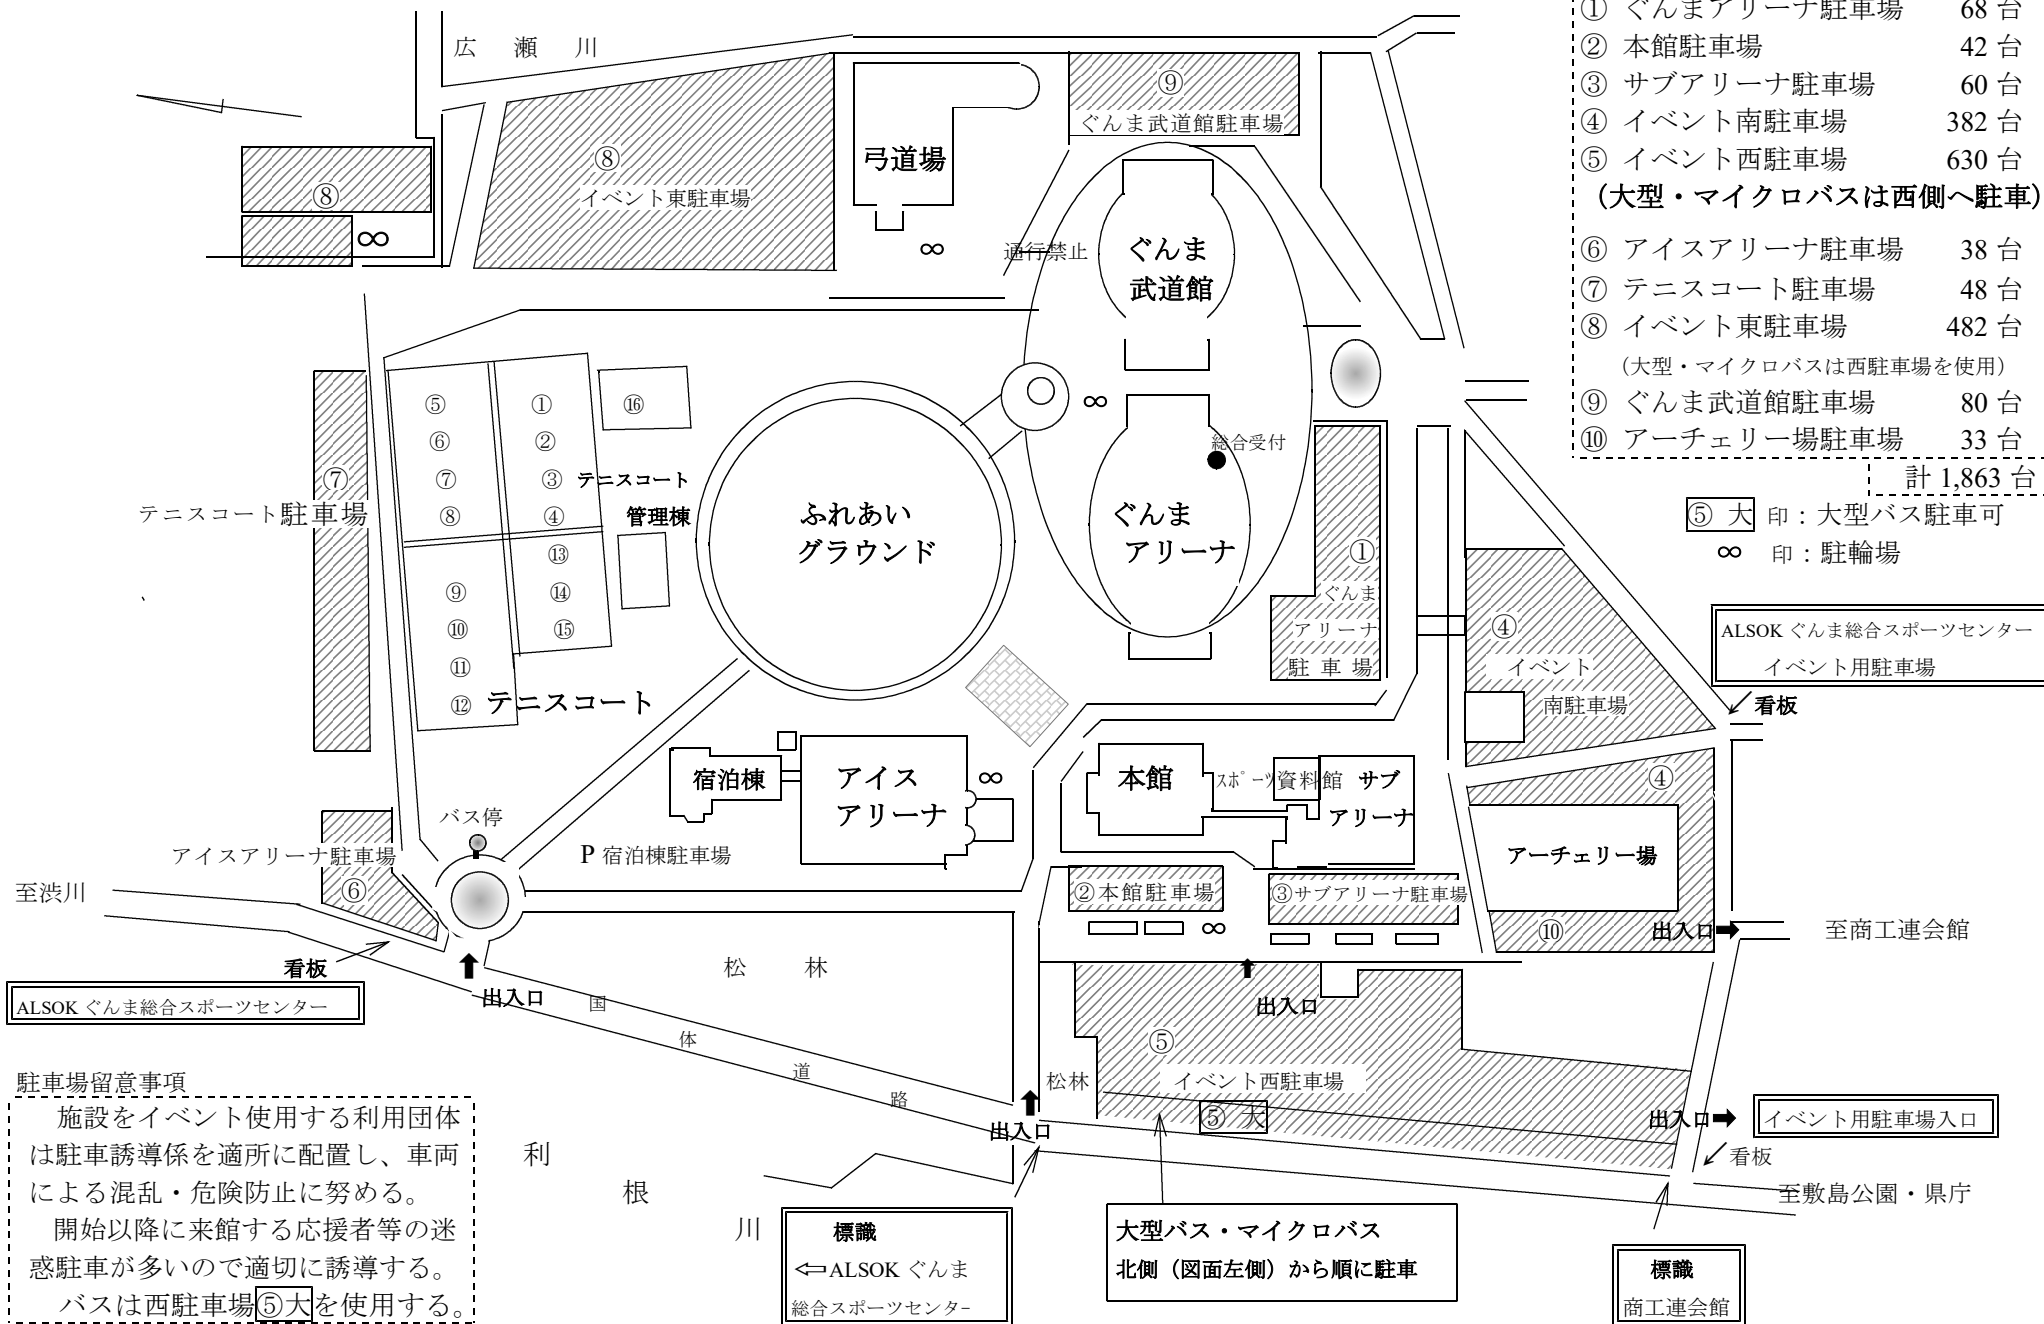 ① ぐんまアリーナ駐車場 68 台
② 本館駐車場 42 台
③ サブアリーナ駐車場 60 台
④ イベント南駐車場 382 台
⑤ イベント西駐車場 630 台
(大型・マイクロバスは西側へ駐車)
⑥ アイスアリーナ駐車場 38 台
⑦ テニスコート駐車場 48 台
⑧ イベント東駐車場 482 台
(大型・マイクロバスは西駐車場を使用)
⑨ ぐんま武道館駐車場 80 台
⑩ アーチェリー場駐車場 33 台
計 1,863 台
⑤ 大 印：大型バス駐車可
∞ 印：駐輪場
広 瀬 川
⑧
イベント東駐車場
⑧
∞
弓道場
∞
⑨
ぐんま武道館駐車場
通行禁止
ぐんま
武道館
∞
総合受付
ぐんま
アリーナ
①
ぐんま
アリーナ
駐 車 場
ふれあい
グラウンド
⑦
テニスコート駐車場
⑤
⑥
⑦
⑧
①
②
③
④
⑯
テニスコート
管理棟
⑬
⑭
⑮
⑨
⑩
⑪
⑫
テニスコート
④
イベント
南駐車場
ALSOK ぐんま総合スポーツセンター
イベント用駐車場
看板
④
宿泊棟
アイス
アリーナ
∞
本館
スポーツ資料館
サブ
アリーナ
アーチェリー場
バス停
P 宿泊棟駐車場
アイスアリーナ駐車場
⑥
至渋川
②本館駐車場
③サブアリーナ駐車場
∞
⑩
出入口
至商工連会館
看板
ALSOK ぐんま総合スポーツセンター
出入口
松 林
国
体
道
路
出入口
⑤
イベント西駐車場
⑤ 大
松林
出入口
出入口
イベント用駐車場入口
看板
至敷島公園・県庁
利
根
川
標識
⇦ALSOK ぐんま
総合スポーツセンタｰ
大型バス・マイクロバス
北側（図面左側）から順に駐車
標識
商工連会館
駐車場留意事項
施設をイベント使用する利用団体
は駐車誘導係を適所に配置し、車両
による混乱・危険防止に努める。
開始以降に来館する応援者等の迷
惑駐車が多いので適切に誘導する。
バスは西駐車場⑤大を使用する。